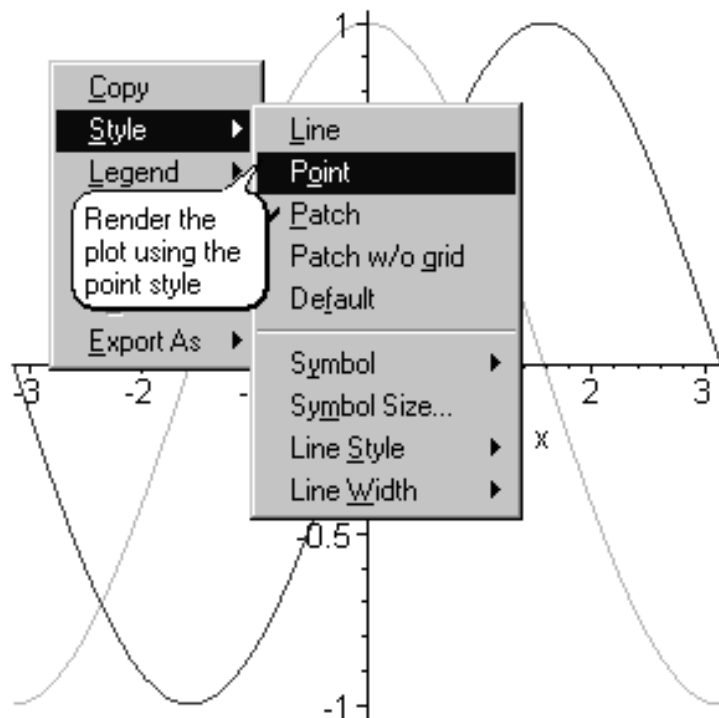 1
Copy
Style
Legend
Render the
plot using the
point style
Export As
Line
Point
Patch
Patch w/o grid
Default
Symbol
Symbol Size...
Line Style
Line Width
-3
-2
2
3
x
-0.5
-1